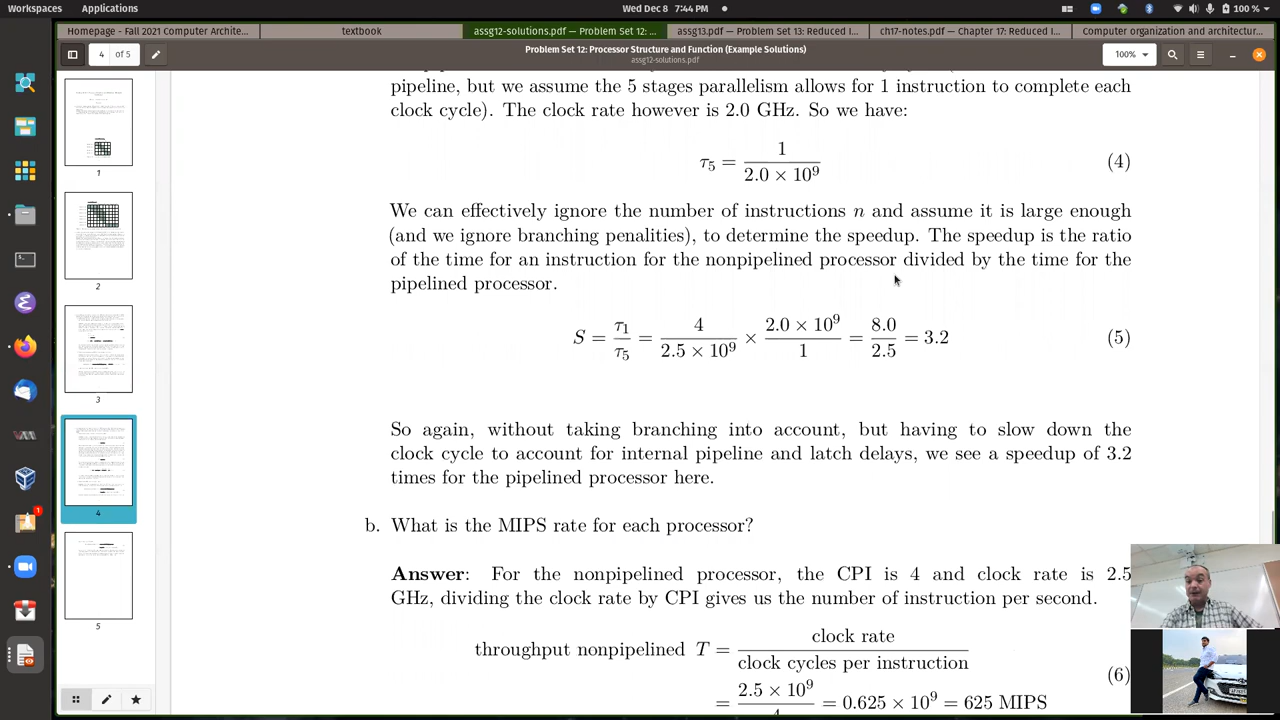 Workspaces Applications Wed Dec 8 7:44 PM 100 %
Homepage - Fall 2021 Computer Archite... textbook assg12-solutions.pdf — Problem Set 12: ... assg13.pdf — Problem Set 13: Reduced I... ch17-notes.pdf — Chapter 17: Reduced I... Computer organization and architectur...
4 of 5 Problem Set 12: Processor Structure and Function (Example Solutions) 100%
assg12-solutions.pdf
pipeline, but we assume the 5 stages parallelism allows for 1 instruction to complete each
clock cycle). The clock rate however is 2.0 GHz. So we have:
τ₅ = 1 / 2.0 × 10⁹ (4)
We can effectively ignore the number of instructions n and assume it is large enough
(and we ignore branching penalities), to determine the speedup. The speedup is the ratio
of the time for an instruction for the nonpipelined processor divided by the time for the
pipelined processor.
S = τ₁ / τ₅ = 4 / 2.5 × 10⁹ × 2.0 × 10⁹ / 1 = 8.0 / 2.5 = 3.2 (5)
So again, without taking branching into account, but having to slow down the
clock cycle to account for internal pipeline and latch delays, we see a speedup of 3.2
times for the pipelined processor here.
b. What is the MIPS rate for each processor?
Answer: For the nonpipelined processor, the CPI is 4 and clock rate is 2.5
GHz, dividing the clock rate by CPI gives us the number of instruction per second.
throughput nonpipelined T = clock rate / clock cycles per instruction
(6)
= 2.5 × 10⁹ / 4 = 0.625 × 10⁹ = 625 MIPS
1
2
3
4
5
1